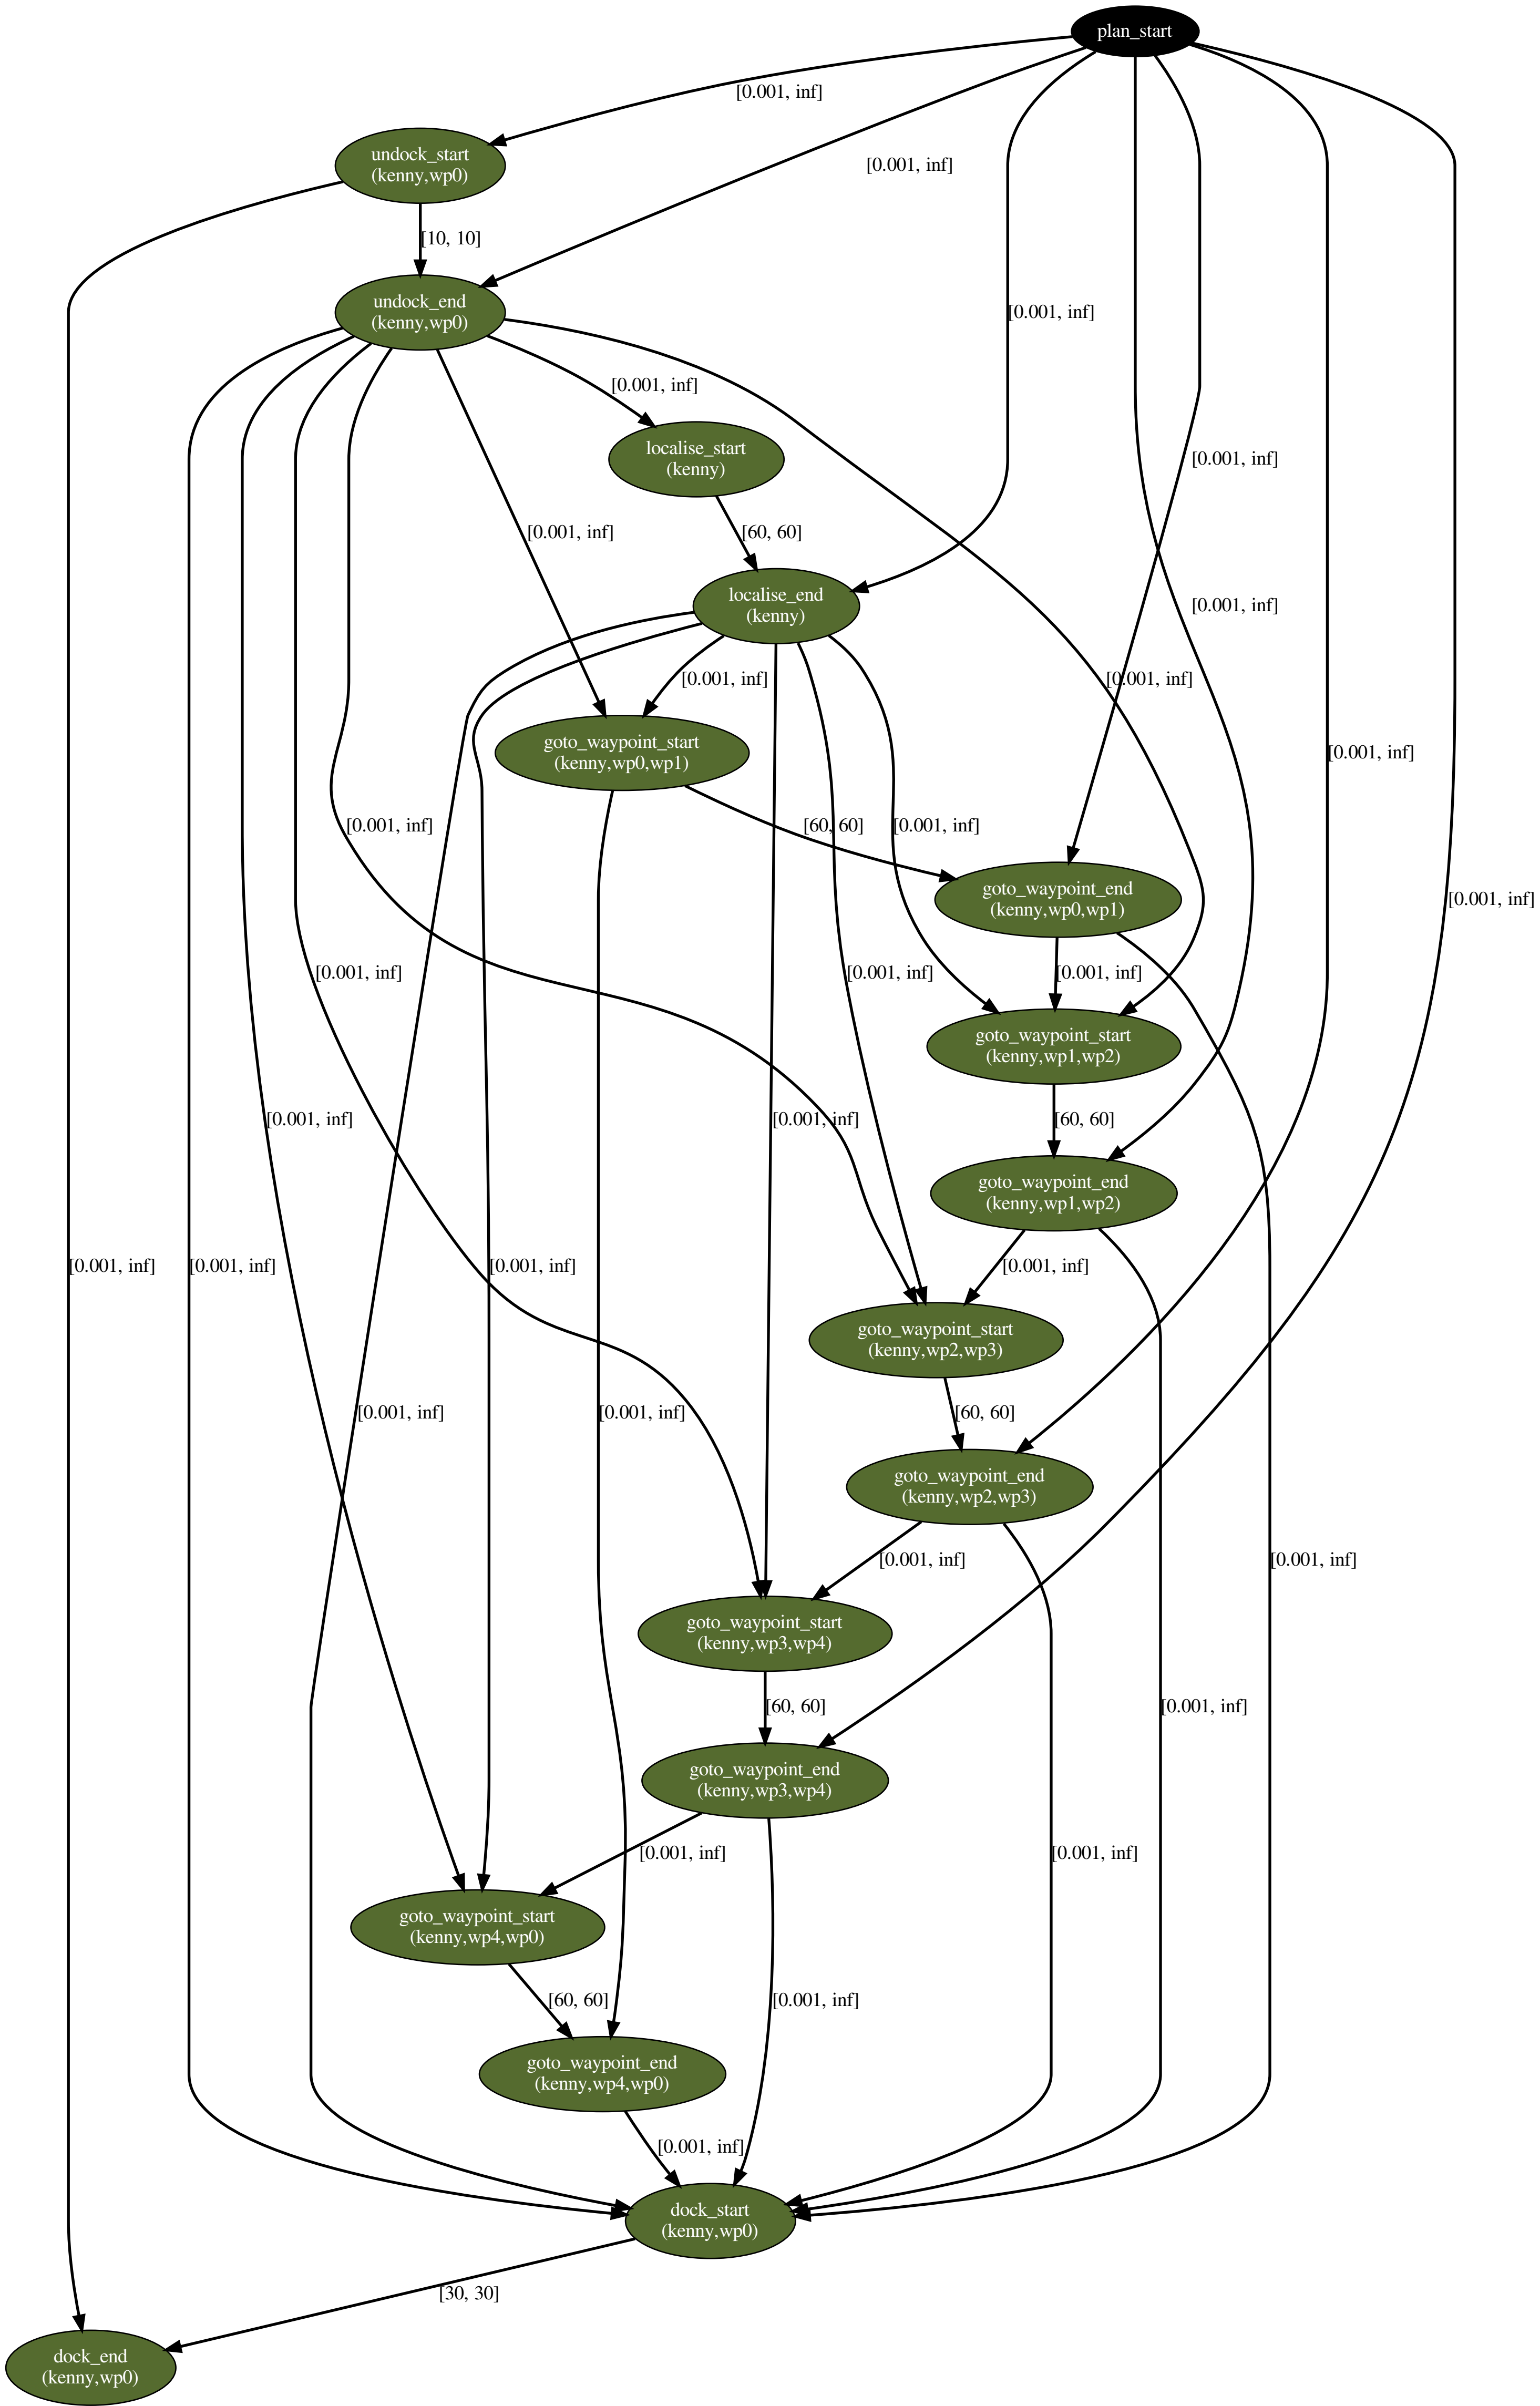 plan_start
[0.001, inf]
undock_start
(kenny,wp0)
[0.001, inf]
[10, 10]
undock_end
(kenny,wp0)
[0.001, inf]
[0.001, inf]
localise_start
(kenny)
[0.001, inf]
[0.001, inf]
[60, 60]
localise_end
(kenny)
[0.001, inf]
[0.001, inf]
[0.001, inf]
goto_waypoint_start
(kenny,wp0,wp1)
[0.001, inf]
[0.001, inf]
[60, 60]
[0.001, inf]
goto_waypoint_end
(kenny,wp0,wp1)
[0.001, inf]
[0.001, inf]
[0.001, inf]
[0.001, inf]
goto_waypoint_start
(kenny,wp1,wp2)
[0.001, inf]
[0.001, inf]
[60, 60]
goto_waypoint_end
(kenny,wp1,wp2)
[0.001, inf]
[0.001, inf]
[0.001, inf]
[0.001, inf]
goto_waypoint_start
(kenny,wp2,wp3)
[0.001, inf]
[0.001, inf]
[60, 60]
goto_waypoint_end
(kenny,wp2,wp3)
[0.001, inf]
[0.001, inf]
goto_waypoint_start
(kenny,wp3,wp4)
[60, 60]
[0.001, inf]
goto_waypoint_end
(kenny,wp3,wp4)
[0.001, inf]
[0.001, inf]
goto_waypoint_start
(kenny,wp4,wp0)
[60, 60]
[0.001, inf]
goto_waypoint_end
(kenny,wp4,wp0)
[0.001, inf]
dock_start
(kenny,wp0)
[30, 30]
dock_end
(kenny,wp0)